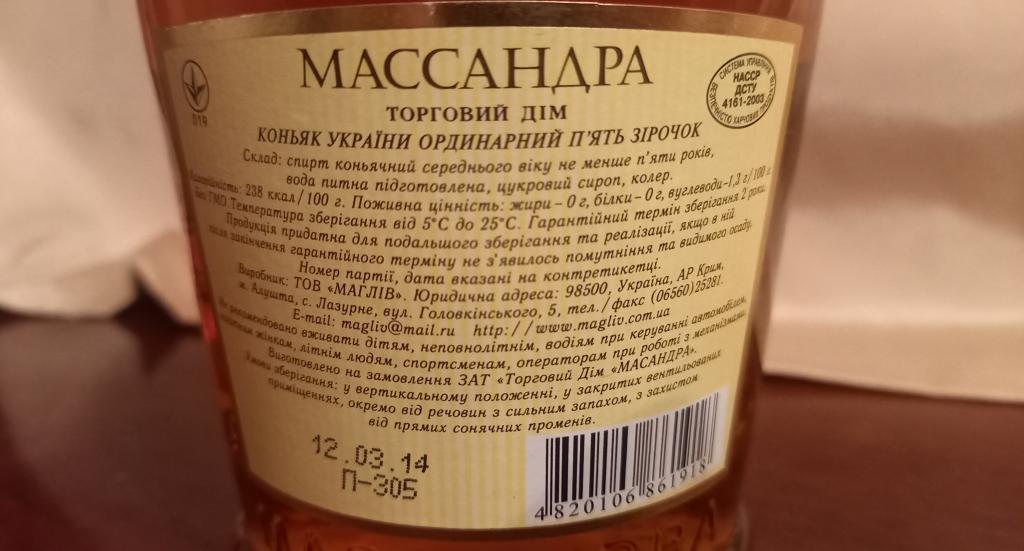 МАССАНДРА
ТОРГОВИЙ ДІМ
019
СИСТЕМА УПРАВЛІННЯ
НАССР
ДСТУ
4161-2003
БЕЗПЕЧНІСТЮ ХАРЧОВИХ ПРОДУКТІВ
КОНЬЯК УКРАЇНИ ОРДИНАРНИЙ П'ЯТЬ ЗІРОЧОК
Склад: спирт коньячний середнього віку не менше п'яти років,
вода питна підготовлена, цукровий сироп, колер.
238 ккал/100 г. Поживна цінність: жири – 0 г, білки – 0 г, вуглеводи–1,3 г/100 г.
Без ГМО Температура зберігання від 5°С до 25°С. Гарантійний термін зберігання 2 роки.
Продукція придатна для подальшого зберігання та реалізації, якщо в ній
після закінчення гарантійного терміну не з'явилось помутніння та видимого осаду.
Номер партії, дата вказані на контретикетці.
Виробник: ТОВ «МАГЛІВ». Юридична адреса: 98500, Україна, АР Крим,
м. Алушта, с. Лазурне, вул. Головкінського, 5, тел./факс (06560)25281.
E-mail: magliv@mail.ru http://www.magliv.com.ua
Не рекомендовано вживати дітям, неповнолітнім, водіям при керуванні автомобілем,
жінкам, літнім людям, спортсменам, операторам при роботі з механізмами.
Виготовлено на замовлення ЗАТ «Торговий Дім «МАСАНДРА».
Умови зберігання: у вертикальному положенні, у закритих вентильованих
приміщеннях, окремо від речовин з сильним запахом, з захистом
від прямих сонячних променів.
12.03.14
П-305
4820106861918